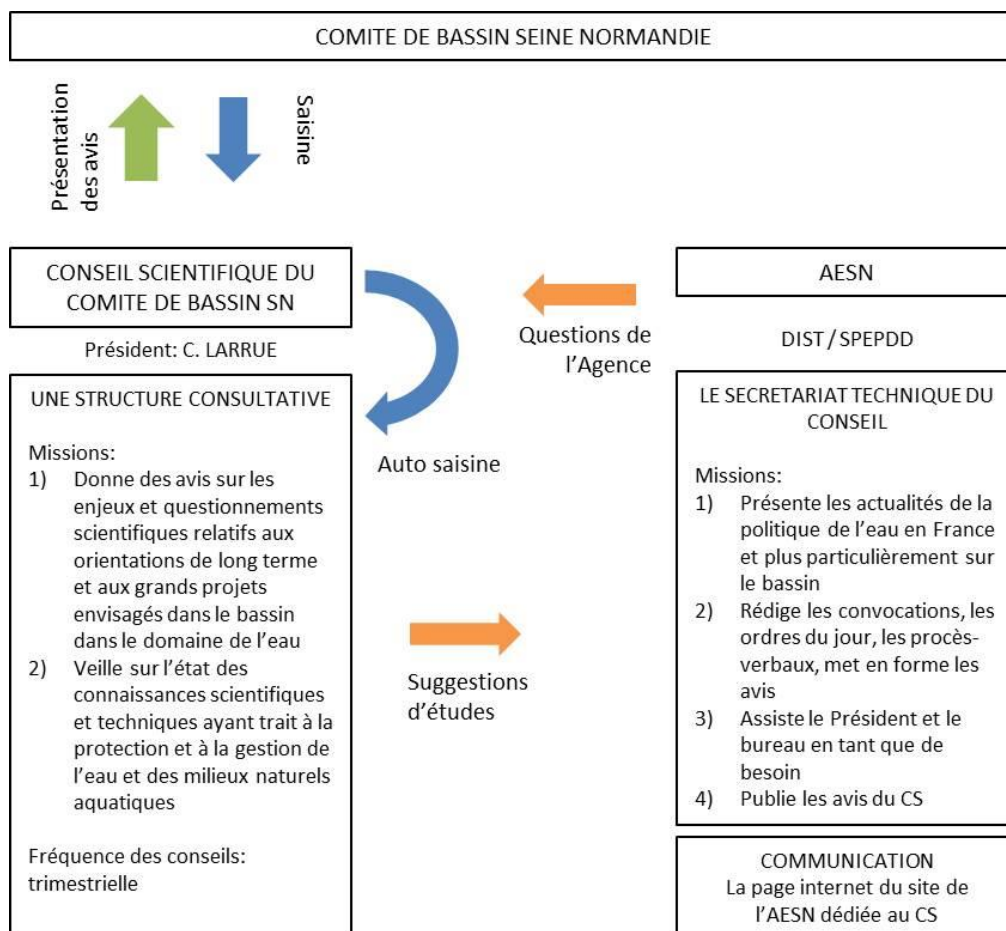 COMITE DE BASSIN SEINE NORMANDIE
Présentation
des avis
Saisine
CONSEIL SCIENTIFIQUE DU
COMITE DE BASSIN SN
Président: C. LARRUE
UNE STRUCTURE CONSULTATIVE
Missions:
1) Donne des avis sur les
enjeux et questionnements
scientifiques relatifs aux
orientations de long terme
et aux grands projets
envisagés dans le bassin
dans le domaine de l'eau
2) Veille sur l'état des
connaissances scientifiques
et techniques ayant trait à la
protection et à la gestion de
l'eau et des milieux naturels
aquatiques
Fréquence des conseils:
trimestrielle
Auto saisine
Questions de
l'Agence
Suggestions
d'études
AESN
DIST / SPEPDD
LE SECRETARIAT TECHNIQUE DU
CONSEIL
Missions:
1) Présente les actualités de la
politique de l'eau en France
et plus particulièrement sur
le bassin
2) Rédige les convocations, les
ordres du jour, les procès-
verbaux, met en forme les
avis
3) Assiste le Président et le
bureau en tant que de
besoin
4) Publie les avis du CS
COMMUNICATION
La page internet du site de
l'AESN dédiée au CS